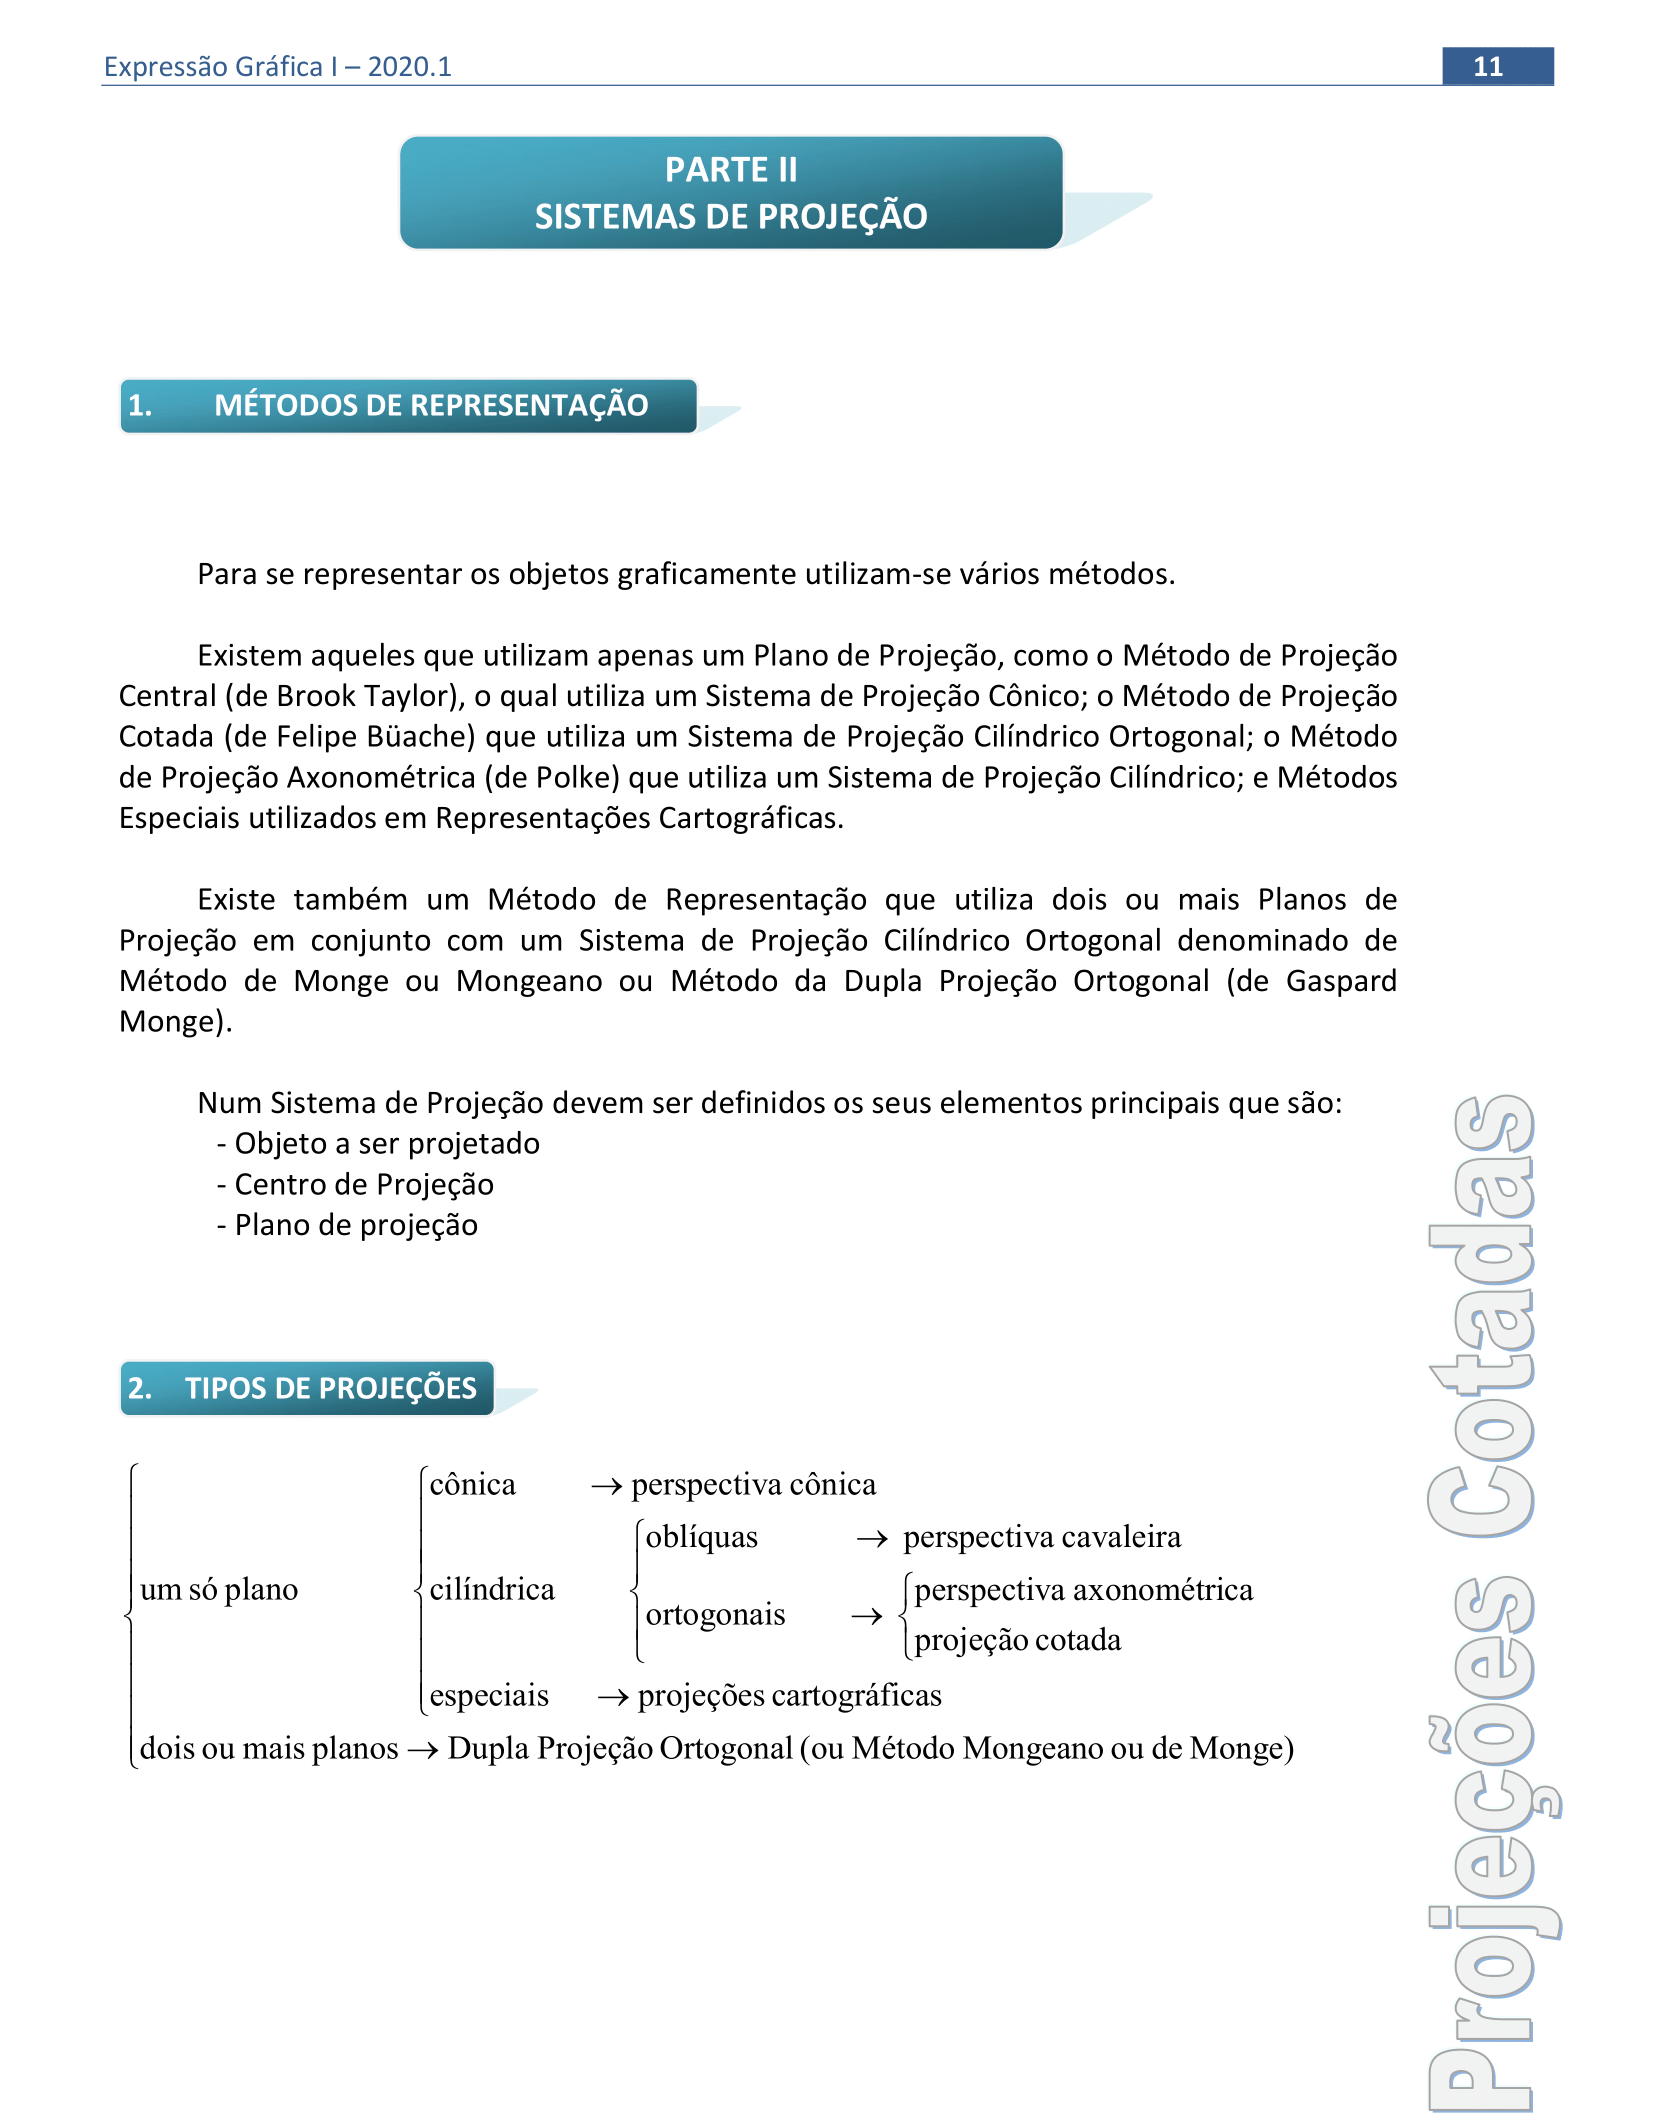 Expressão Gráfica I – 2020.1
11
PARTE II
SISTEMAS DE PROJEÇÃO
1. MÉTODOS DE REPRESENTAÇÃO
Para se representar os objetos graficamente utilizam-se vários métodos.
Existem aqueles que utilizam apenas um Plano de Projeção, como o Método de Projeção
Central (de Brook Taylor), o qual utiliza um Sistema de Projeção Cônico; o Método de Projeção
Cotada (de Felipe Büache) que utiliza um Sistema de Projeção Cilíndrico Ortogonal; o Método
de Projeção Axonométrica (de Polke) que utiliza um Sistema de Projeção Cilíndrico; e Métodos
Especiais utilizados em Representações Cartográficas.
Existe também um Método de Representação que utiliza dois ou mais Planos de
Projeção em conjunto com um Sistema de Projeção Cilíndrico Ortogonal denominado de
Método de Monge ou Mongeano ou Método da Dupla Projeção Ortogonal (de Gaspard
Monge).
Num Sistema de Projeção devem ser definidos os seus elementos principais que são:
- Objeto a ser projetado
- Centro de Projeção
- Plano de projeção
2. TIPOS DE PROJEÇÕES
cônica → perspectiva cônica
oblíquas → perspectiva cavaleira
um só plano cilíndrica perspectiva axonométrica
ortogonais →
projeção cotada
especiais → projeções cartográficas
dois ou mais planos → Dupla Projeção Ortogonal (ou Método Mongeano ou de Monge)
Projeções Cotadas